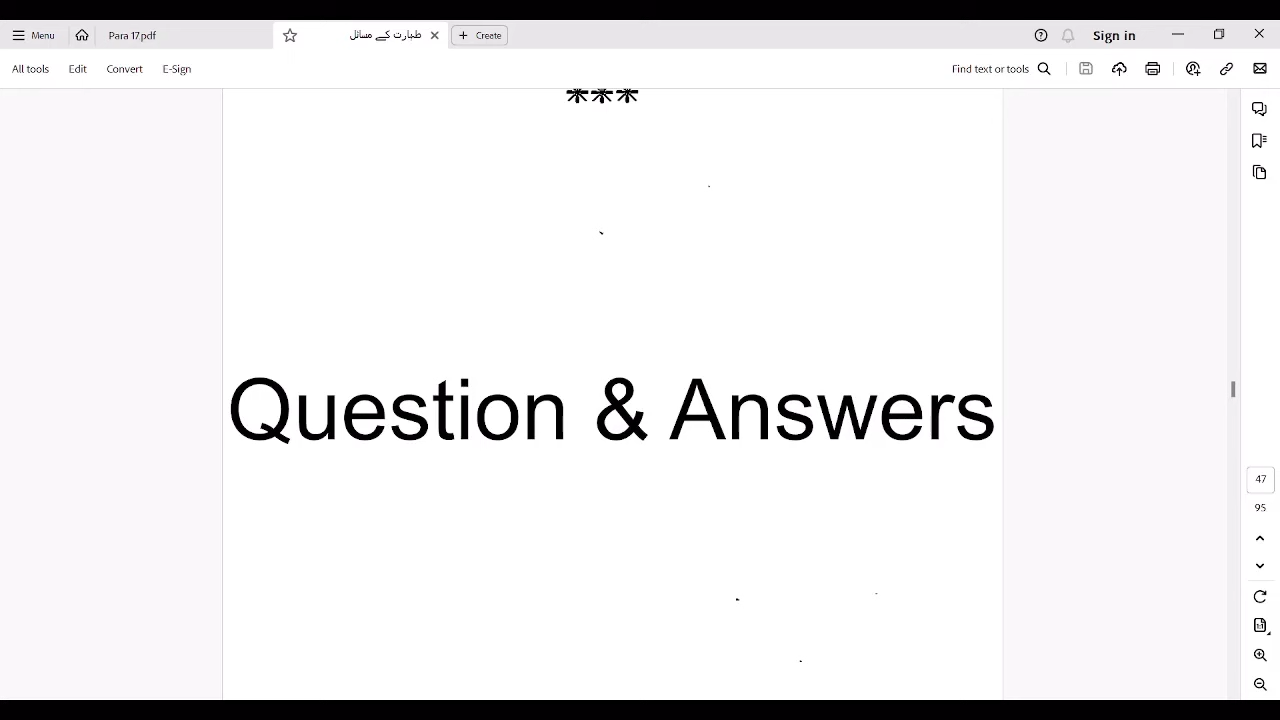 Menu
Para 17.pdf
طہارت کے مسائل
Create
Sign in
All tools
Edit
Convert
E-Sign
Find text or tools
***
Question & Answers
47
95